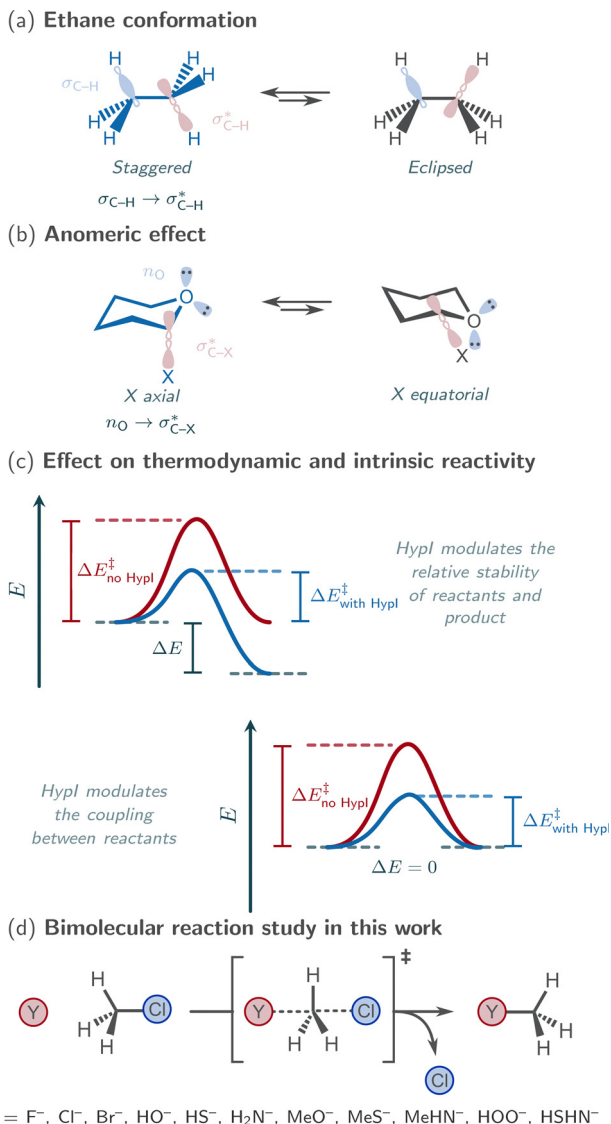 (a) Ethane conformation
H H H
σC–H
H H H σ*C–H
Staggered
σC–H → σ*C–H
H H
H H H H
Eclipsed
(b) Anomeric effect
nO
O
σ*C–X
X
X axial
nO → σ*C–X
O
X
X equatorial
(c) Effect on thermodynamic and intrinsic reactivity
E
ΔE‡no HypI
ΔE‡with HypI
ΔE
HypI modulates the
relative stability
of reactants and
product
HypI modulates
the coupling
between reactants
E
ΔE‡no HypI
ΔE‡with HypI
ΔE = 0
(d) Bimolecular reaction study in this work
Y
H Cl H H
Y H Cl H H ‡
Cl
Y H H H
= F−, Cl−, Br−, HO−, HS−, H2N−, MeO−, MeS−, MeHN−, HOO−, HSHN−